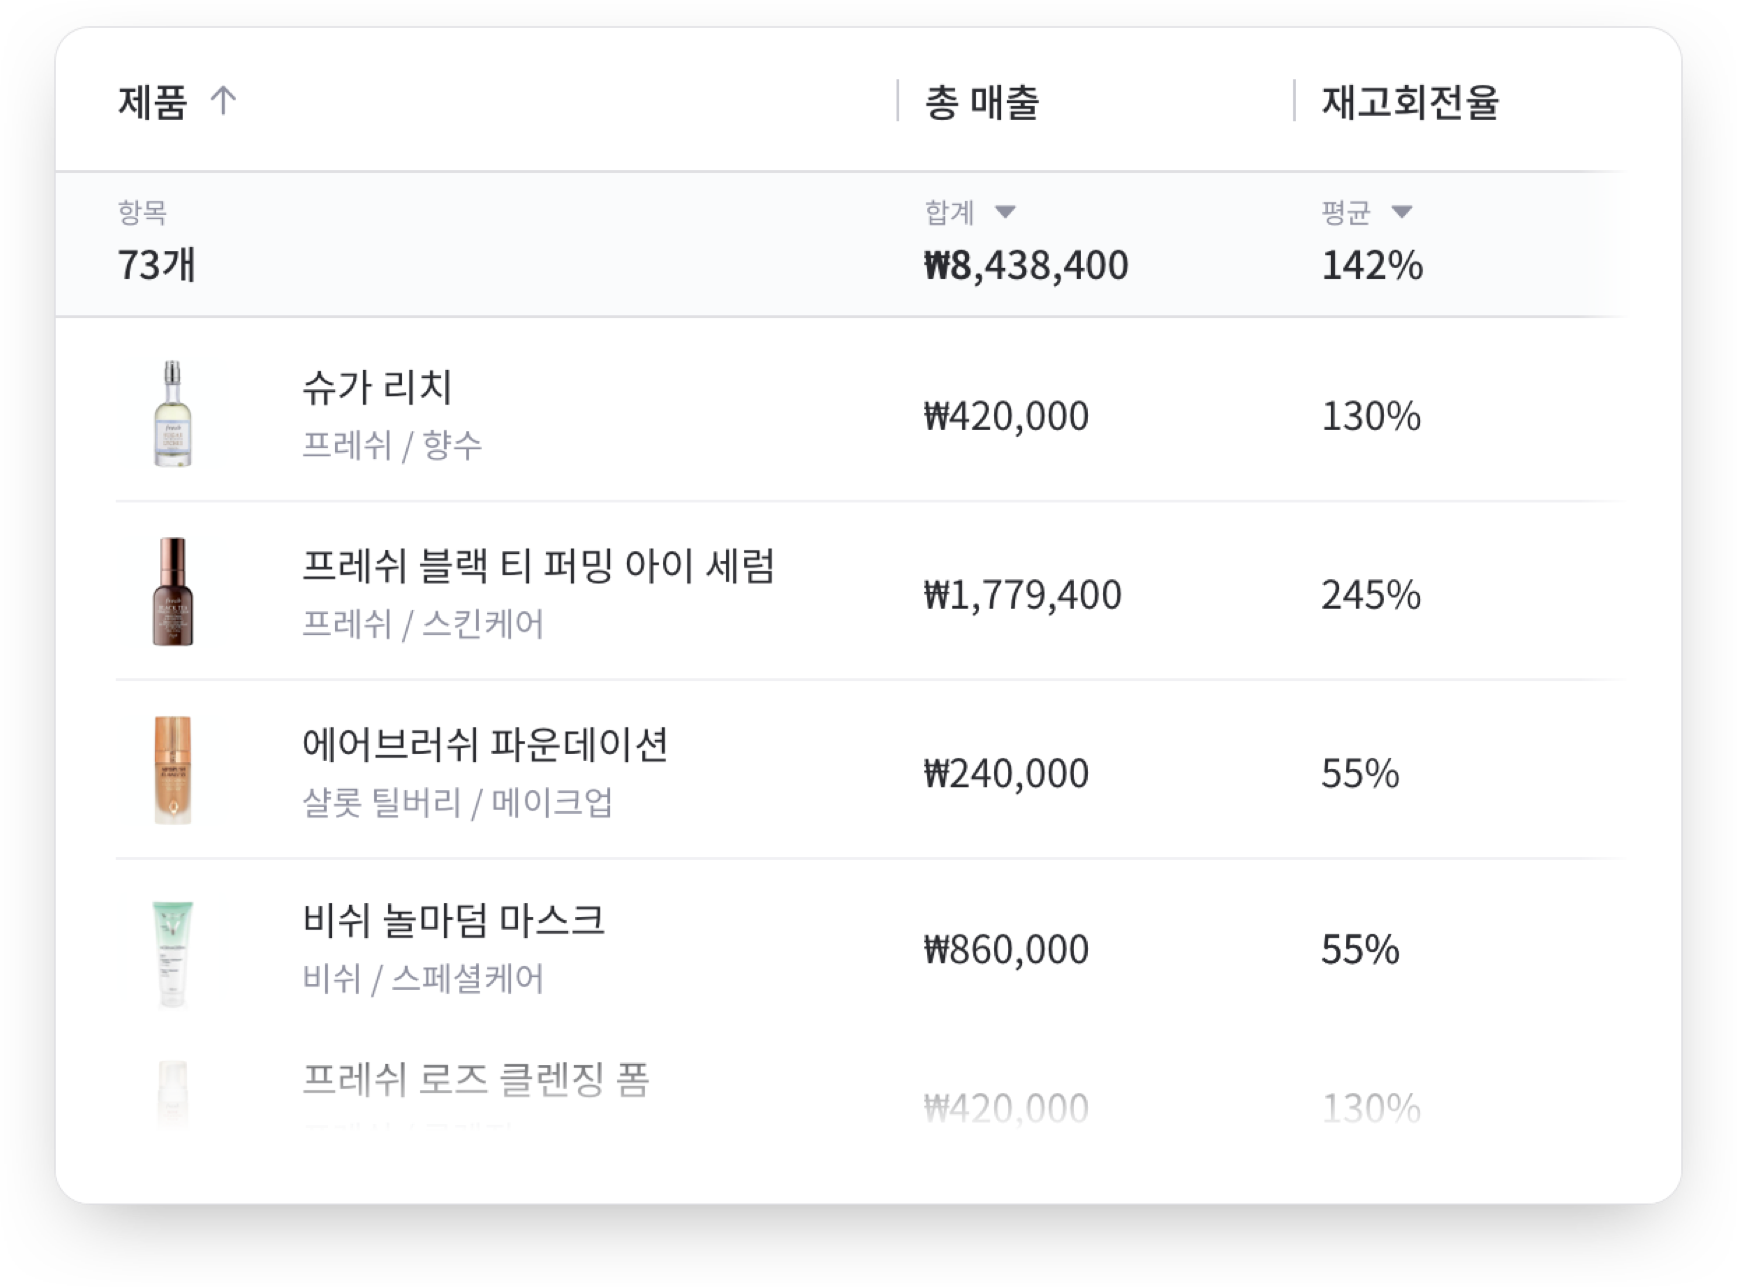 제품 ↑ 총 매출 재고회전율
항목 합계 평균
73개 ₩8,438,400 142%
슈가 리치
프레쉬 / 향수
₩420,000 130%
프레쉬 블랙 티 퍼밍 아이 세럼
프레쉬 / 스킨케어
₩1,779,400 245%
에어브러쉬 파운데이션
샬롯 틸버리 / 메이크업
₩240,000 55%
비쉬 놀마덤 마스크
비쉬 / 스페셜케어
₩860,000 55%
프레쉬 로즈 클렌징 폼
₩420,000 130%